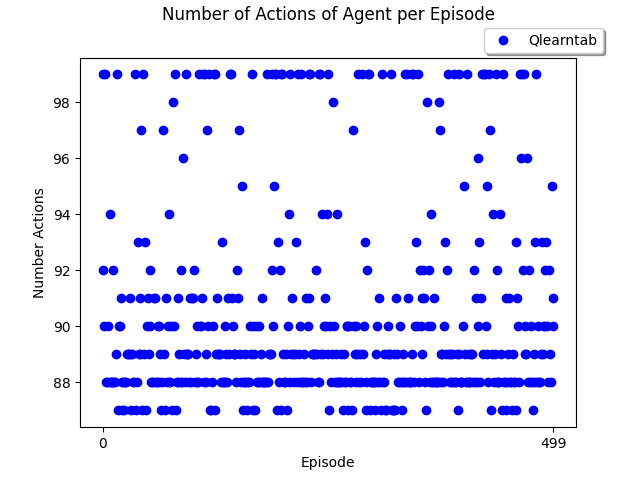 Number of Actions of Agent per Episode
Qlearntab
98
96
94
92
90
88
Number Actions
0
499
Episode